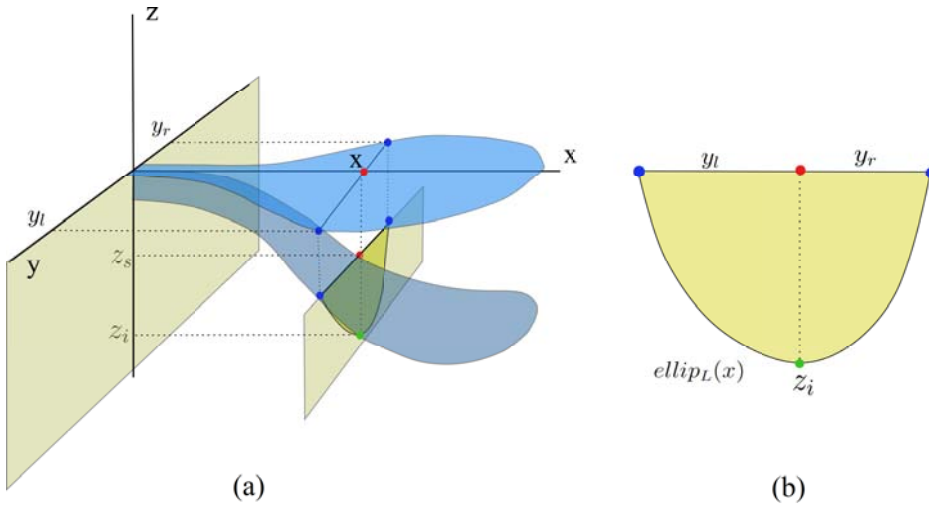 z
y_r
x
x
y_l
y
z_s
z_i
(a)
y_l
y_r
ellip_L(x)
z_i
(b)